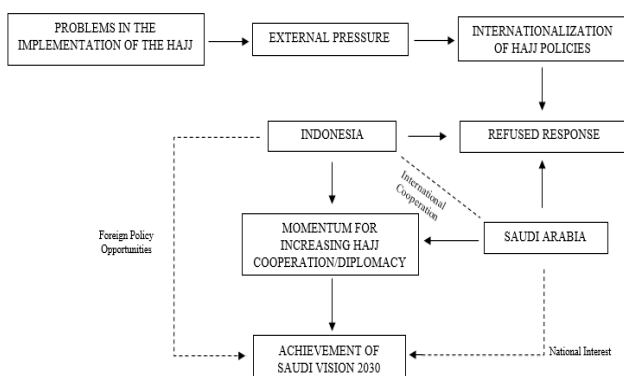 PROBLEMS IN THE
IMPLEMENTATION OF THE HAJJ
EXTERNAL PRESSURE
INTERNATIONALIZATION
OF HAJJ POLICIES
INDONESIA
REFUSED RESPONSE
International
Cooperation
Foreign Policy
Opportunities
MOMENTUM FOR
INCREASING HAJJ
COOPERATION/DIPLOMACY
SAUDI ARABIA
ACHIEVEMENT OF
SAUDI VISION 2030
National Interest